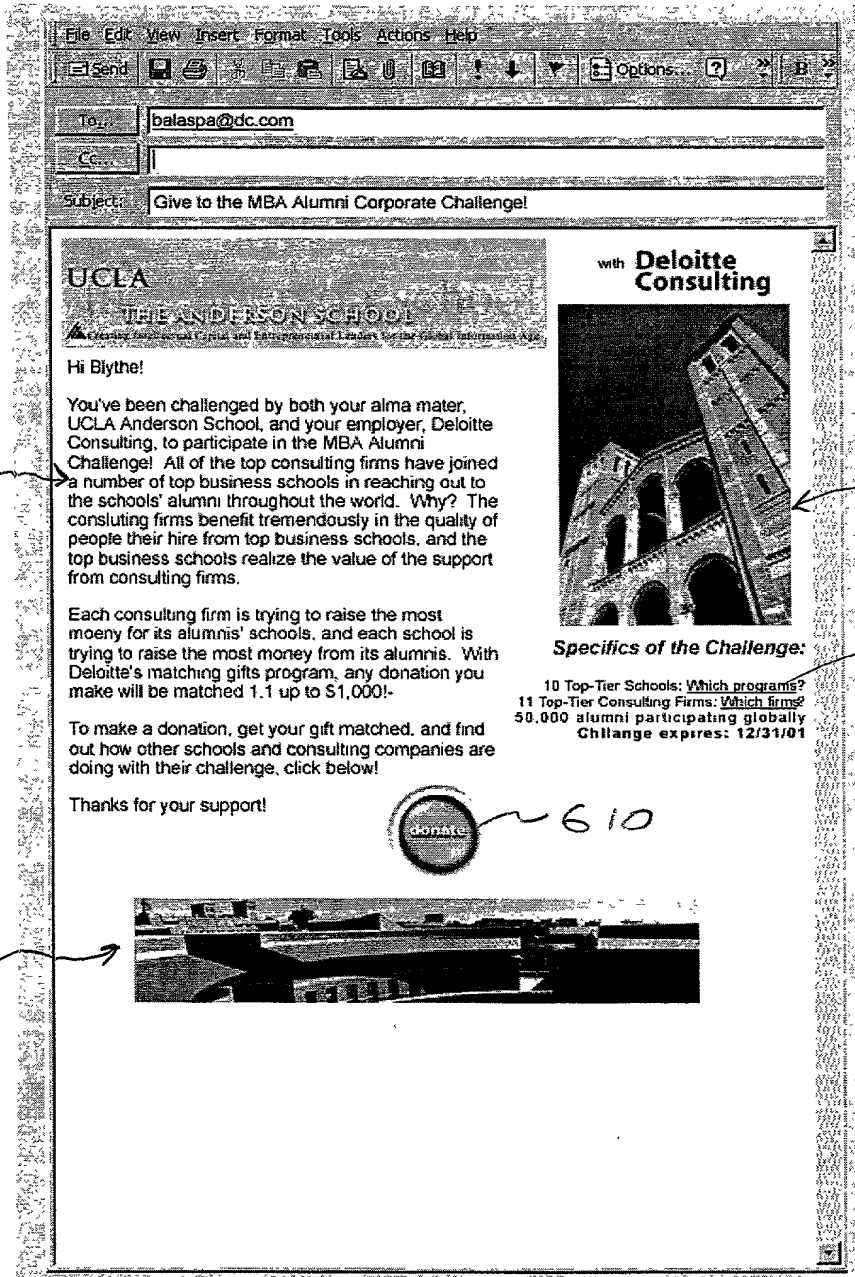 File Edit View Insert Format Tools Actions Help
Send Options... B
To... balaspa@dc.com
Cc...
Subject: Give to the MBA Alumni Corporate Challenge!
UCLA
THE ANDERSON SCHOOL
Creating Intellectual Capital and Entrepreneurial Leaders for the Global Information Age
with Deloitte
Consulting
Hi Blythe!
You've been challenged by both your alma mater,
UCLA Anderson School, and your employer, Deloitte
Consulting, to participate in the MBA Alumni
Challenge! All of the top consulting firms have joined
a number of top business schools in reaching out to
the schools' alumni throughout the world. Why? The
consluting firms benefit tremendously in the quality of
people their hire from top business schools, and the
top business schools realize the value of the support
from consulting firms.
Each consulting firm is trying to raise the most
moeny for its alumnis' schools, and each school is
trying to raise the most money from its alumnis. With
Deloitte's matching gifts program, any donation you
make will be matched 1.1 up to $1,000!-
To make a donation, get your gift matched, and find
out how other schools and consulting companies are
doing with their challenge, click below!
Thanks for your support!
Specifics of the Challenge:
10 Top-Tier Schools: Which programs?
11 Top-Tier Consulting Firms: Which firms?
50,000 alumni participating globally
Chllange expires: 12/31/01
donate
610